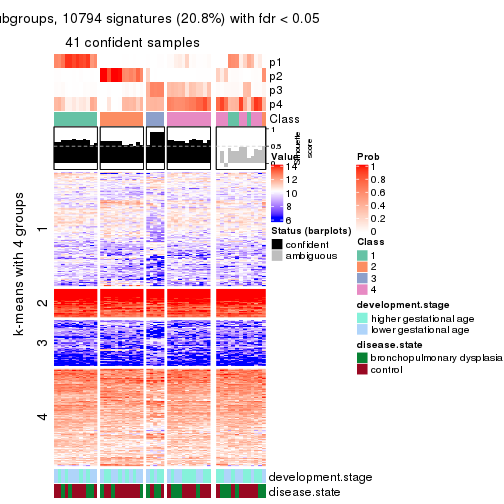 ubgroups, 10794 signatures (20.8%) with fdr < 0.05
41 confident samples
p1
p2
p3
p4
Class
1
0.5
0
Silhouette
score
k-means with 4 groups
1
2
3
4
development.stage
disease.state
Value
14
12
10
8
6
Status (barplots)
confident
ambiguous
Prob
1
0.8
0.6
0.4
0.2
0
Class
1
2
3
4
development.stage
higher gestational age
lower gestational age
disease.state
bronchopulmonary dysplasia
control